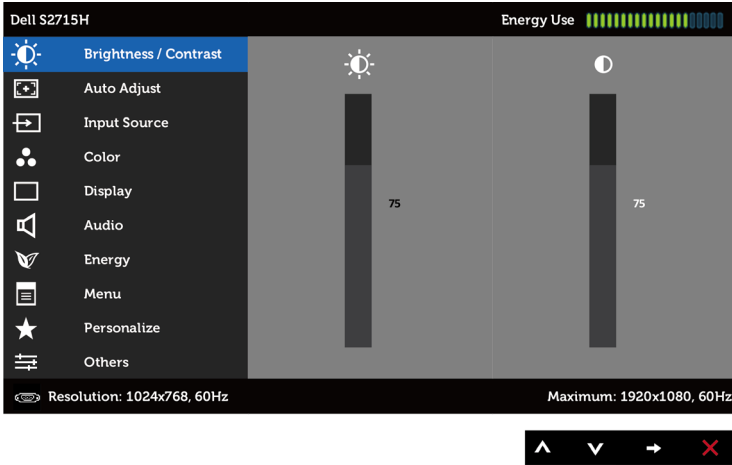 Dell S2715H
Energy Use
Brightness / Contrast
Auto Adjust
Input Source
Color
Display
Audio
Energy
Menu
Personalize
Others
75
75
Resolution: 1024x768, 60Hz
Maximum: 1920x1080, 60Hz